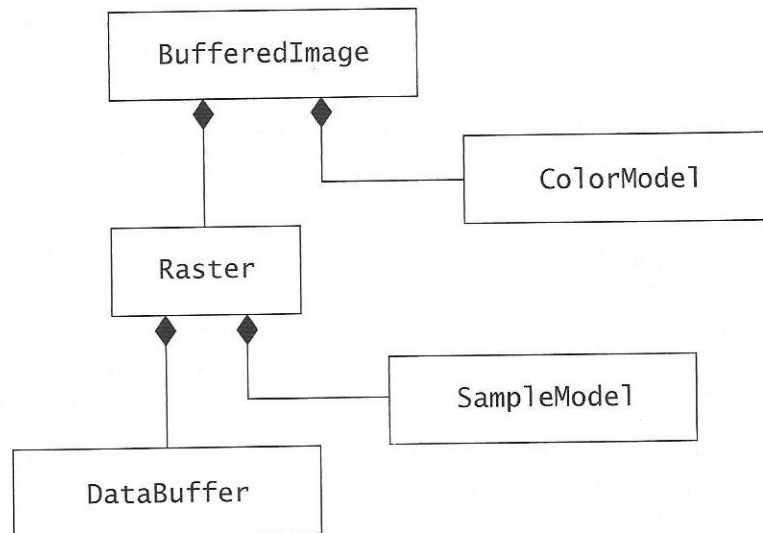 BufferedImage
ColorModel
Raster
SampleModel
DataBuffer